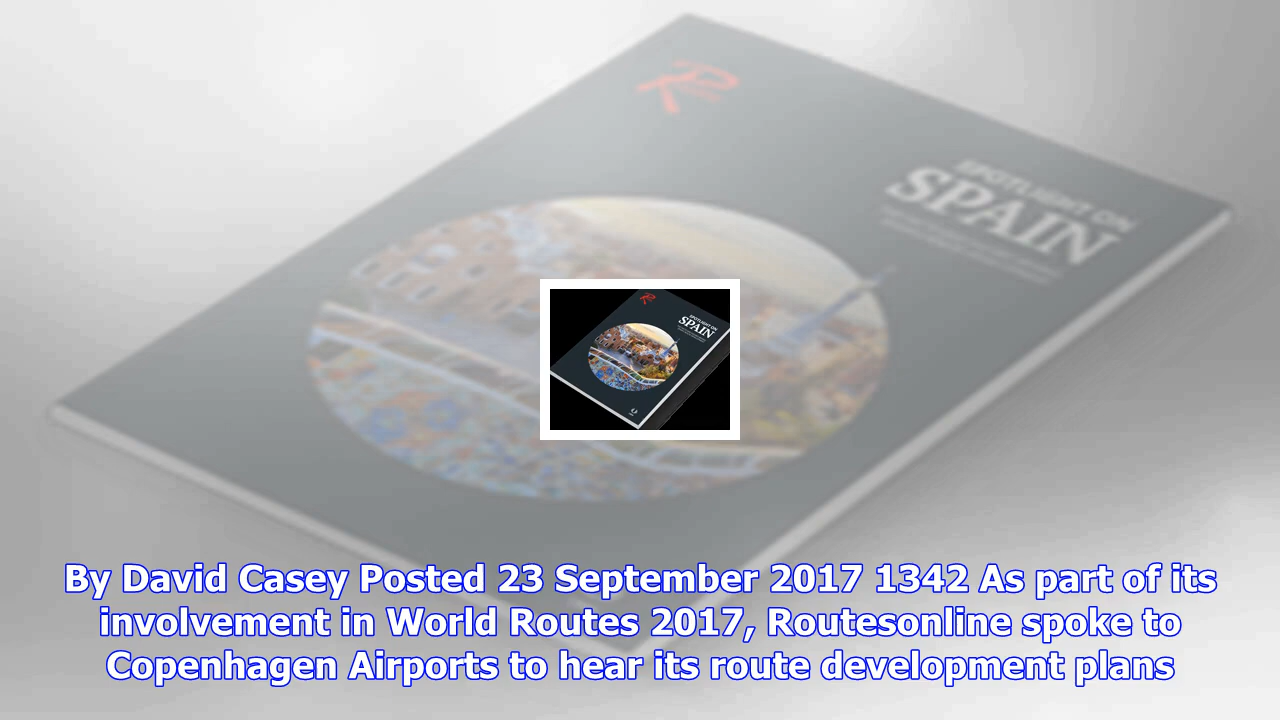 SPOTLIGHT ON
SPAIN
SPOTLIGHT ON
SPAIN
By David Casey Posted 23 September 2017 1342 As part of its
involvement in World Routes 2017, Routesonline spoke to
Copenhagen Airports to hear its route development plans